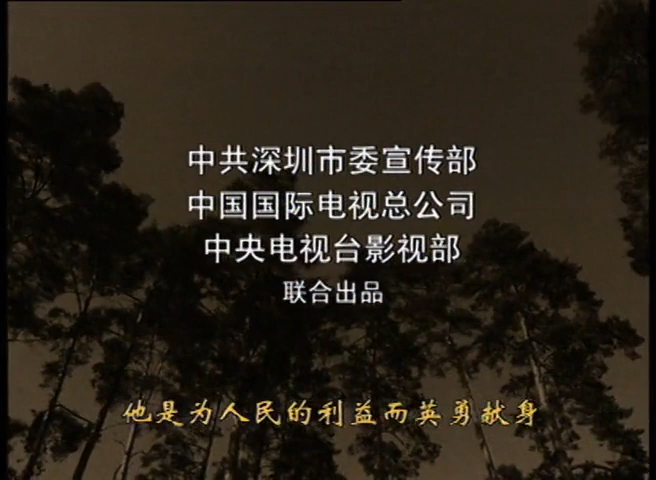 中共深圳市委宣传部
中国国际电视总公司
中央电视台影视部
联合出品
他是为人民的利益而英勇献身